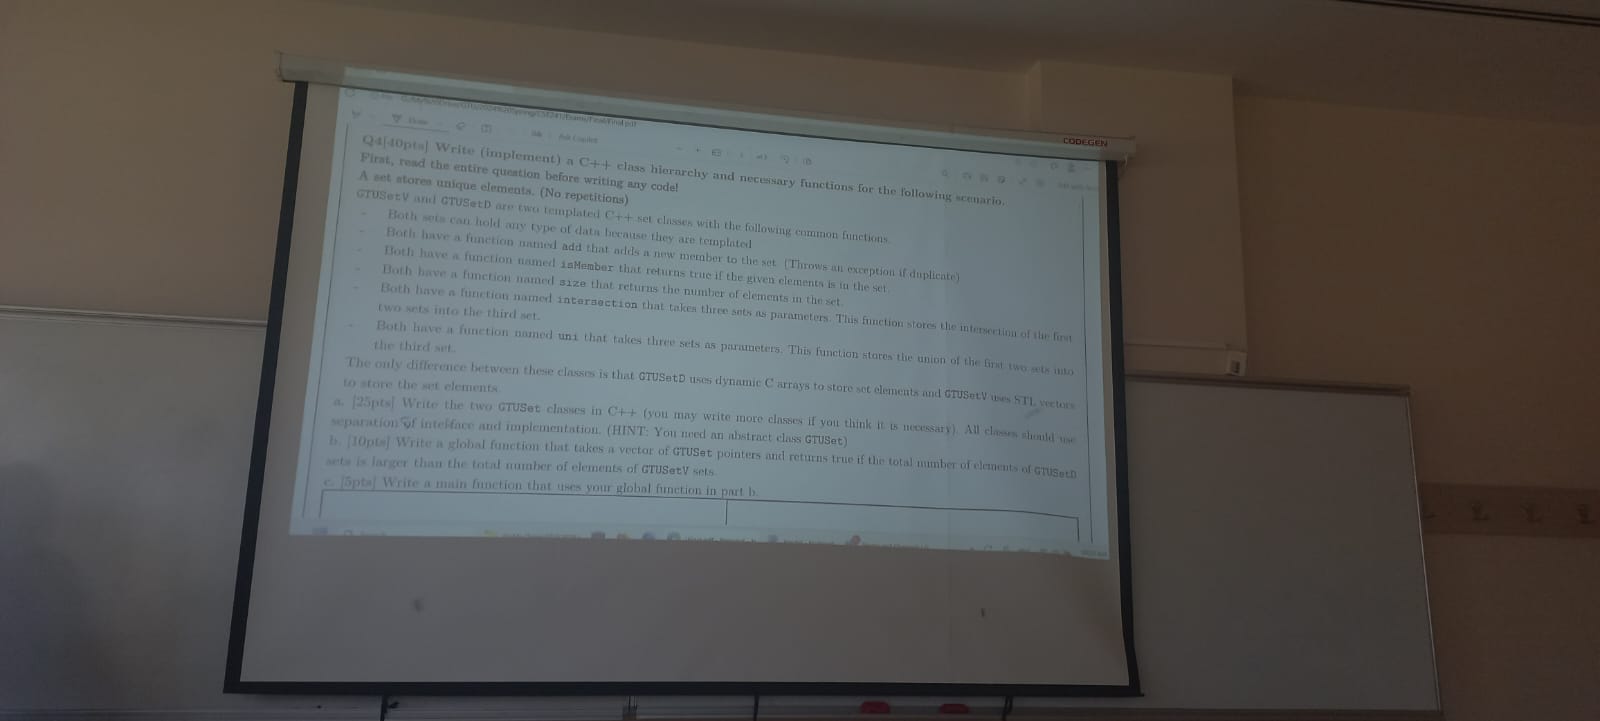 CODEGEN
Q4[40pts] Write (implement) a C++ class hierarchy and necessary functions for the following scenario.
First, read the entire question before writing any code!
A set stores unique elements. (No repetitions)
GTUSetV and GTUSetD are two templated C++ set classes with the following common functions.
- Both sets can hold any type of data because they are templated
- Both have a function named add that adds a new member to the set. (Throws an exception if duplicate)
- Both have a function named isMember that returns true if the given elements is in the set.
- Both have a function named size that returns the number of elements in the set.
- Both have a function named intersection that takes three sets as parameters. This function stores the intersection of the first
two sets into the third set.
- Both have a function named uni that takes three sets as parameters. This function stores the union of the first two sets into
the third set.
The only difference between these classes is that GTUSetD uses dynamic C arrays to store set elements and GTUSetV uses STL vectors
to store the set elements.
a. [25pts] Write the two GTUSet classes in C++ (you may write more classes if you think it is necessary). All classes should use
separation of interface and implementation. (HINT: You need an abstract class GTUSet)
b. [10pts] Write a global function that takes a vector of GTUSet pointers and returns true if the total number of elements of GTUSetD
sets is larger than the total number of elements of GTUSetV sets.
c. [5pts] Write a main function that uses your global function in part b.